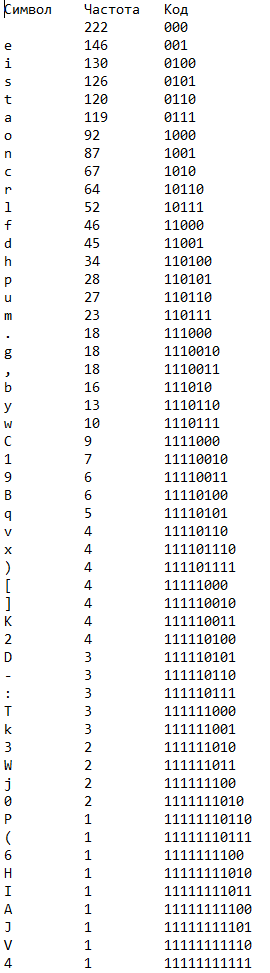 Символ Частота Код
222 000
e 146 001
i 130 0100
s 126 0101
t 120 0110
a 119 0111
o 92 1000
n 87 1001
c 67 1010
r 64 10110
l 52 10111
f 46 11000
d 45 11001
h 34 110100
p 28 110101
u 27 110110
m 23 110111
. 18 111000
g 18 1110010
, 18 1110011
b 16 111010
y 13 1110110
w 10 1110111
C 9 1111000
1 7 11110010
9 6 11110011
B 6 11110100
q 5 11110101
v 4 11110110
x 4 111101110
) 4 111101111
[ 4 11111000
] 4 111110010
K 4 111110011
2 4 111110100
D 3 111110101
- 3 111110110
: 3 111110111
T 3 111111000
k 3 111111001
3 2 111111010
W 2 111111011
j 2 111111100
0 2 1111111010
P 1 11111110110
( 1 11111110111
6 1 1111111100
H 1 11111111010
I 1 11111111011
A 1 11111111100
J 1 11111111101
V 1 11111111110
4 1 11111111111